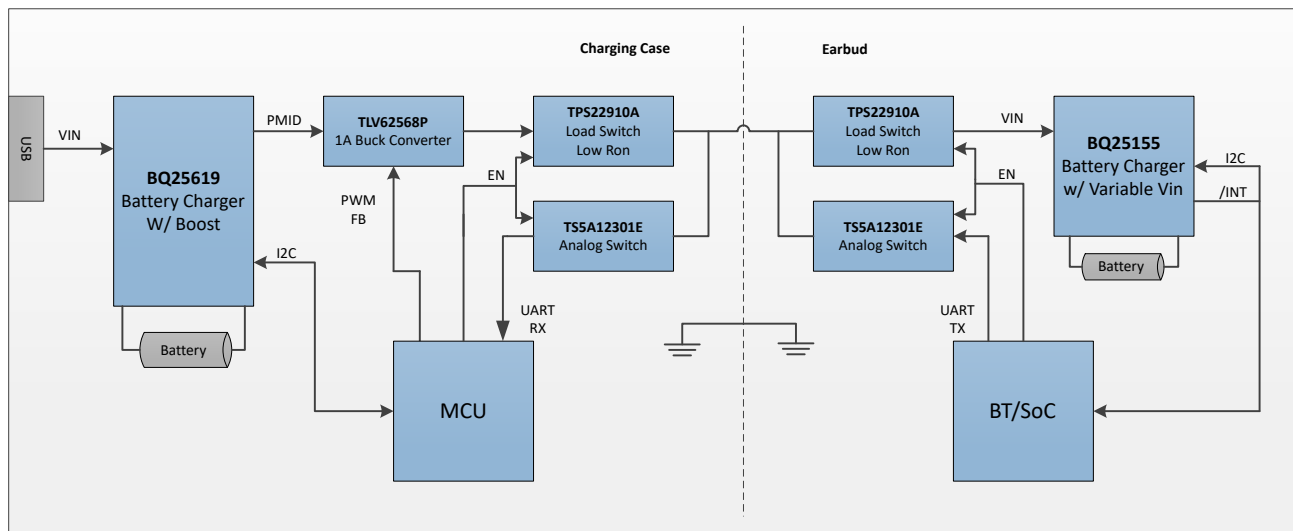 Charging Case
Earbud
USB
VIN
BQ25619
Battery Charger
W/ Boost
Battery
PMID
I2C
TLV62568P
1A Buck Converter
PWM
FB
EN
TPS22910A
Load Switch
Low Ron
TS5A12301E
Analog Switch
UART
RX
MCU
TPS22910A
Load Switch
Low Ron
TS5A12301E
Analog Switch
EN
UART
TX
BT/SoC
VIN
BQ25155
Battery Charger
w/ Variable Vin
I2C
/INT
Battery